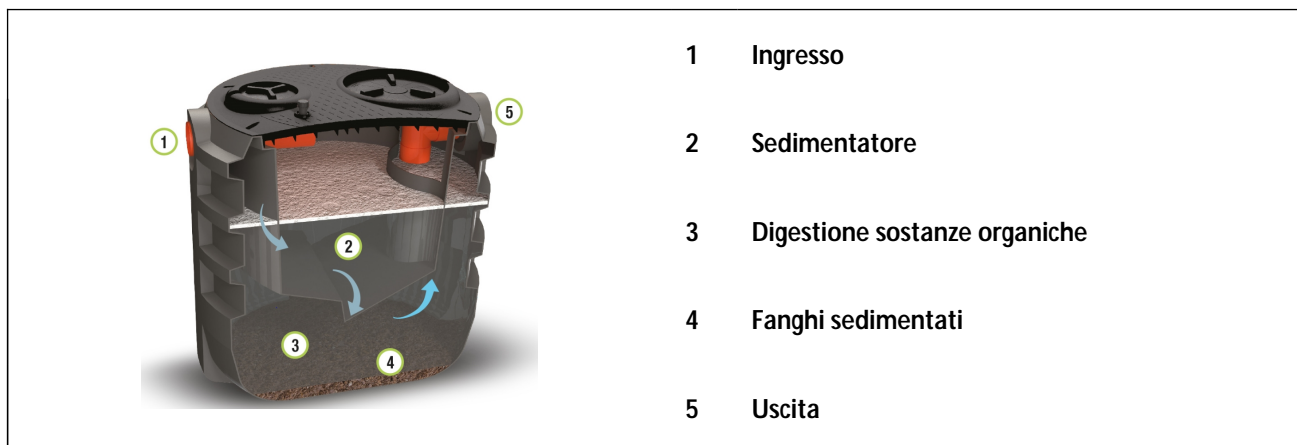 1
5
2
3
4
1 Ingresso
2 Sedimentatore
3 Digestione sostanze organiche
4 Fanghi sedimentati
5 Uscita